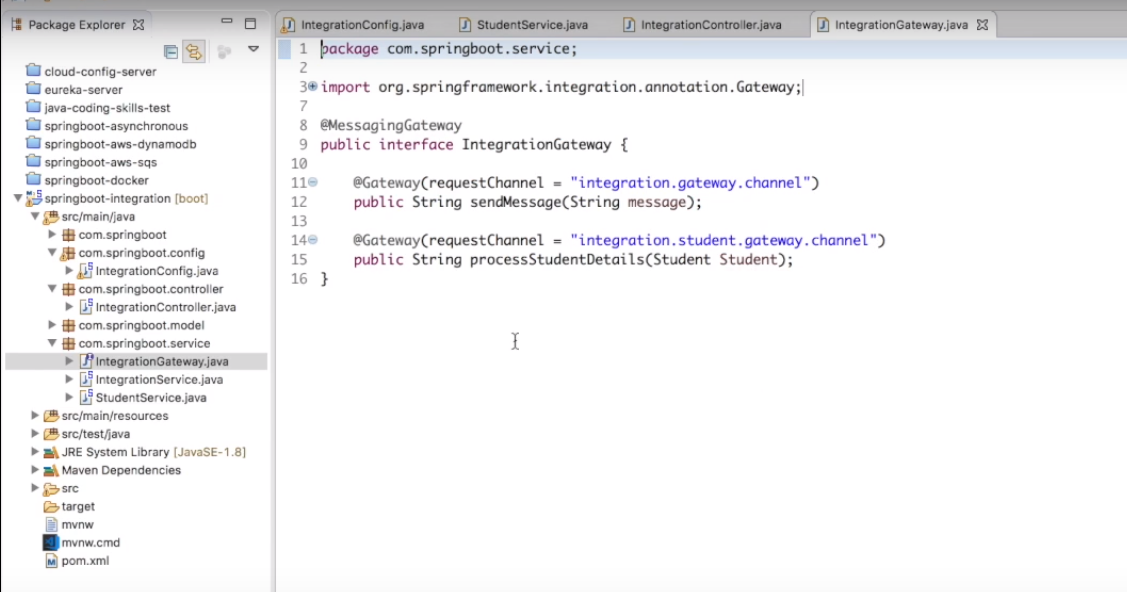 Package Explorer
cloud-config-server
eureka-server
java-coding-skills-test
springboot-asynchronous
springboot-aws-dynamodb
springboot-aws-sqs
springboot-docker
springboot-integration [boot]
src/main/java
com.springboot
com.springboot.config
IntegrationConfig.java
com.springboot.controller
IntegrationController.java
com.springboot.model
com.springboot.service
IntegrationGateway.java
IntegrationService.java
StudentService.java
src/main/resources
src/test/java
JRE System Library [JavaSE-1.8]
Maven Dependencies
src
target
mvnw
mvnw.cmd
pom.xml
IntegrationConfig.java StudentService.java IntegrationController.java IntegrationGateway.java
1 package com.springboot.service;
2
3 import org.springframework.integration.annotation.Gateway;
7
8 @MessagingGateway
9 public interface IntegrationGateway {
10
11 @Gateway(requestChannel = "integration.gateway.channel")
12 public String sendMessage(String message);
13
14 @Gateway(requestChannel = "integration.student.gateway.channel")
15 public String processStudentDetails(Student Student);
16 }